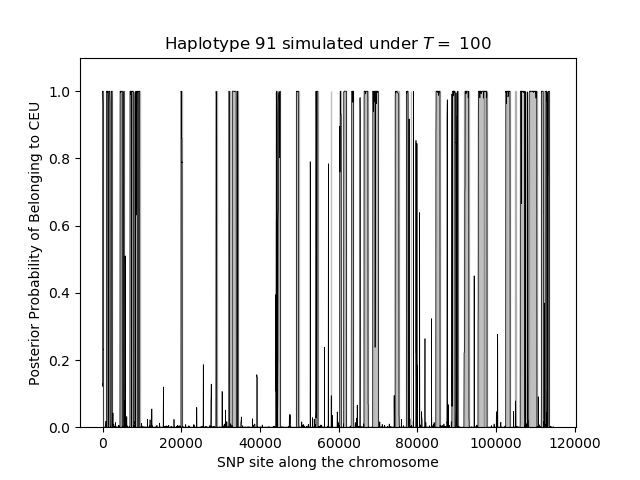 Haplotype 91 simulated under T = 100
Posterior Probability of Belonging to CEU
1.0
0.8
0.6
0.4
0.2
0.0
0 20000 40000 60000 80000 100000 120000
SNP site along the chromosome